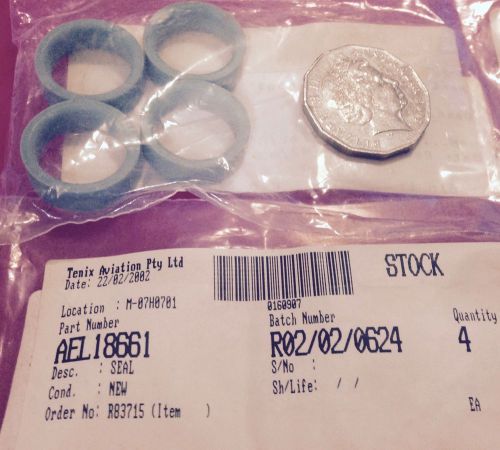 Tenix Aviation Pty Ltd
Date: 22/02/2002
STOCK
Location : M-07H0701
0160907
Part Number
Batch Number
Quantity
AEL18661
R02/02/0624
4
Desc. : SEAL
S/No :
Cond. : NEW
Sh/Life: / /
Order No: R83715 (Item )
EA